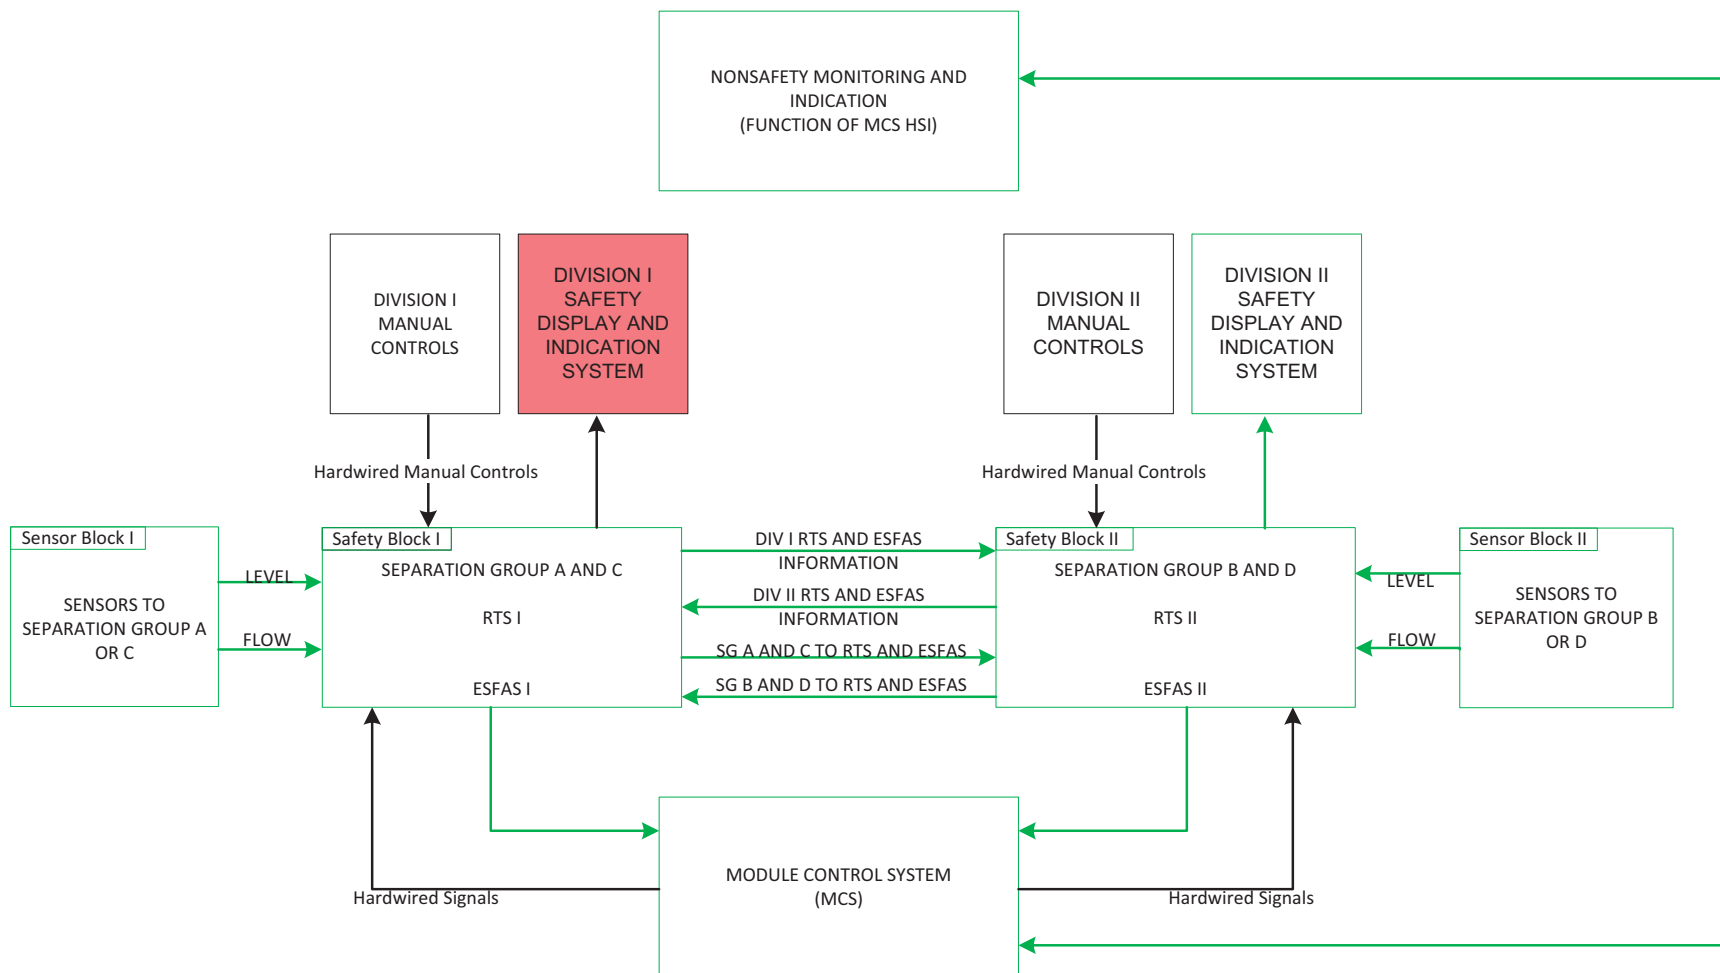 NONSAFETY MONITORING AND
INDICATION
(FUNCTION OF MCS HSI)
DIVISION I
MANUAL
CONTROLS
DIVISION I
SAFETY
DISPLAY AND
INDICATION
SYSTEM
DIVISION II
MANUAL
CONTROLS
DIVISION II
SAFETY
DISPLAY AND
INDICATION
SYSTEM
Hardwired Manual Controls
Hardwired Manual Controls
Sensor Block I
SENSORS TO
SEPARATION GROUP A
OR C
LEVEL
FLOW
Safety Block I
SEPARATION GROUP A AND C
RTS I
ESFAS I
DIV I RTS AND ESFAS
INFORMATION
DIV II RTS AND ESFAS
INFORMATION
SG A AND C TO RTS AND ESFAS
SG B AND D TO RTS AND ESFAS
Safety Block II
SEPARATION GROUP B AND D
RTS II
ESFAS II
LEVEL
FLOW
Sensor Block II
SENSORS TO
SEPARATION GROUP B
OR D
Hardwired Signals
MODULE CONTROL SYSTEM
(MCS)
Hardwired Signals